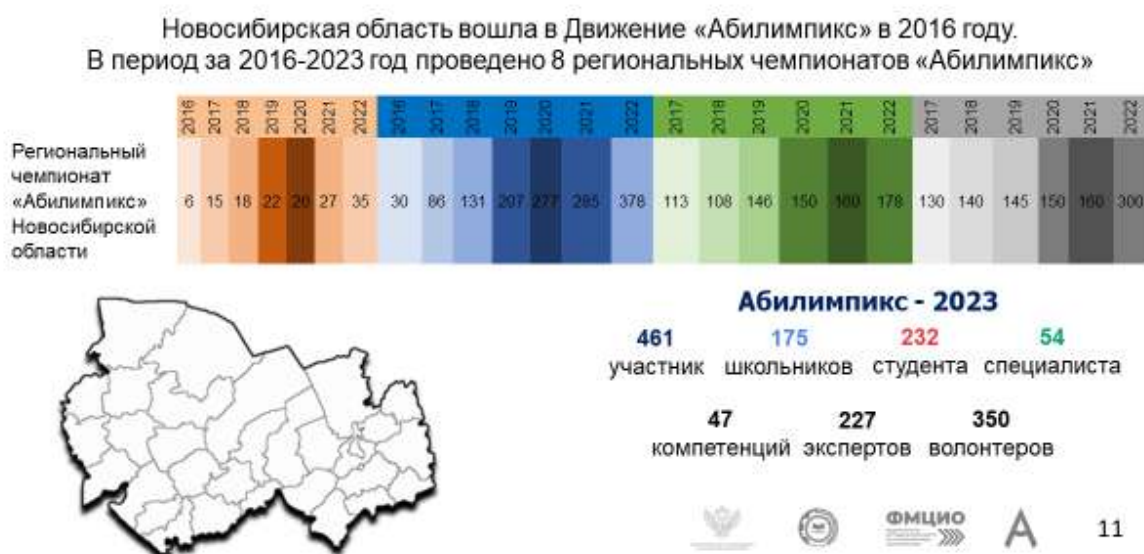 Новосибирская область вошла в Движение «Абилимпикс» в 2016 году.
В период за 2016-2023 год проведено 8 региональных чемпионатов «Абилимпикс»
2016 2017 2018 2019 2020 2021 2022 2016 2017 2018 2019 2020 2021 2022 2017 2018 2019 2020 2021 2022 2017 2018 2019 2020 2021 2022
Региональный
чемпионат
«Абилимпикс»
Новосибирской
области
6 15 18 22 20 27 35 30 86 131 207 277 285 378 113 108 146 150 160 178 130 140 145 150 160 300
Абилимпикс - 2023
461 175 232 54
участник школьников студента специалиста
47 227 350
компетенций экспертов волонтеров
ФМЦИО
11